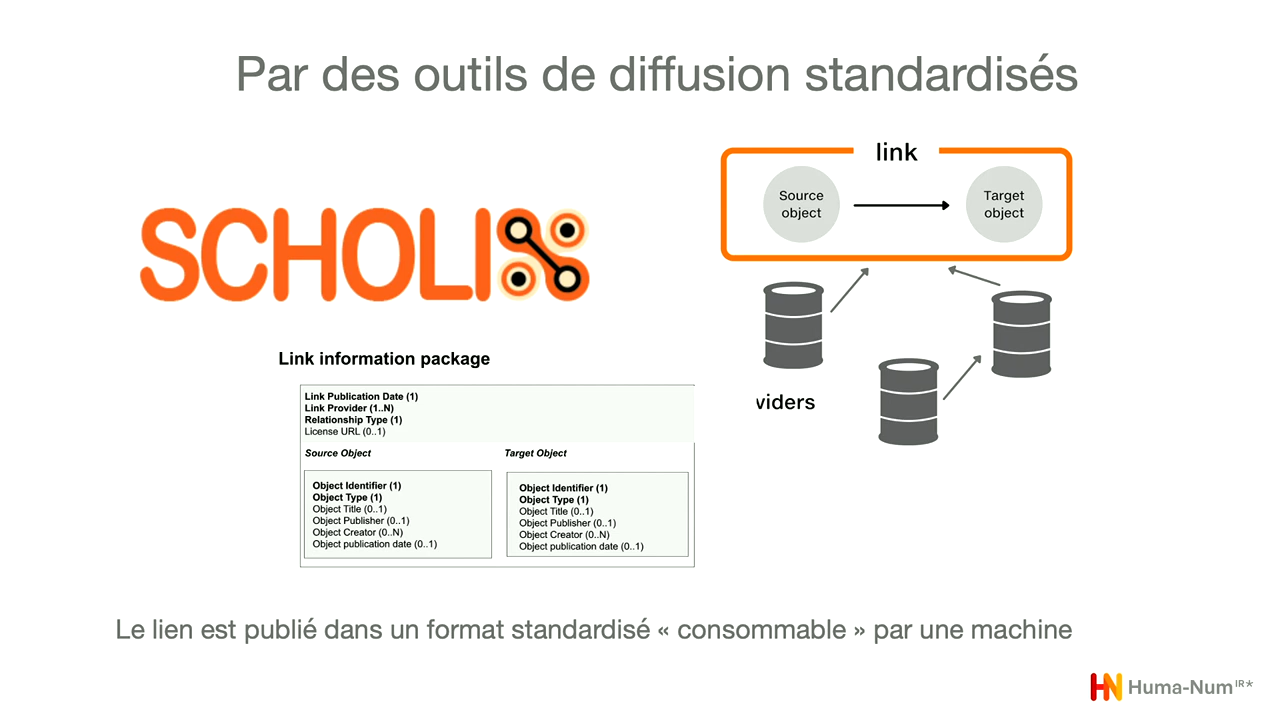 Par des outils de diffusion standardisés
SCHOLIX
link
Source
object
Target
object
viders
Link information package
Link Publication Date (1)
Link Provider (1..N)
Relationship Type (1)
License URL (0..1)
Source Object
Object Identifier (1)
Object Type (1)
Object Title (0..1)
Object Publisher (0..1)
Object Creator (0..N)
Object publication date (0..1)
Target Object
Object Identifier (1)
Object Type (1)
Object Title (0..1)
Object Publisher (0..1)
Object Creator (0..N)
Object publication date (0..1)
Le lien est publié dans un format standardisé « consommable » par une machine
Huma-Num IR*